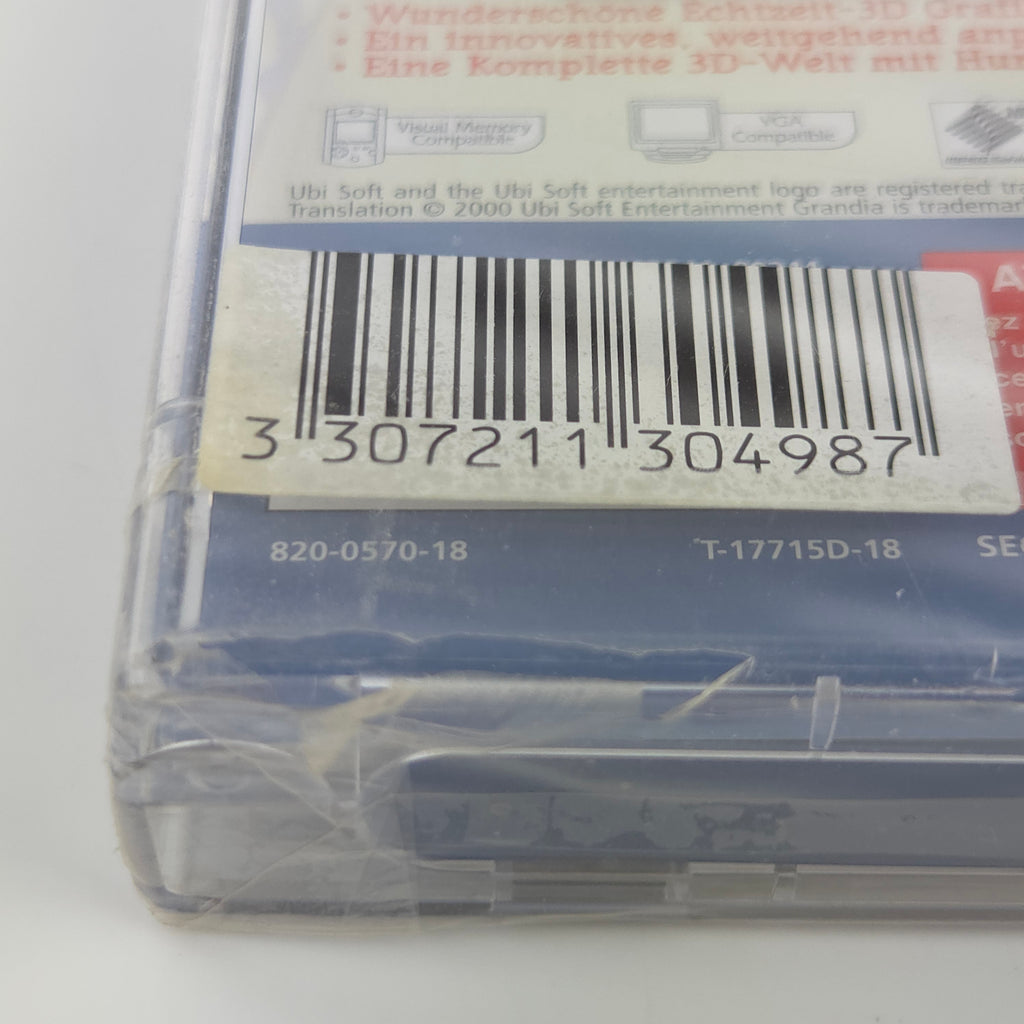 • Wunderschöne Echtzeit-3D
• Ein innovatives, weitgehend
• Eine Komplette 3D-Welt mit
Visual Memory
Compatible
VGA
Compatible
Ubi Soft and the Ubi Soft entertainment logo are registered
Translation © 2000 Ubi Soft Entertainment Grandia is
3 307211 304987
820-0570-18
T-17715D-18